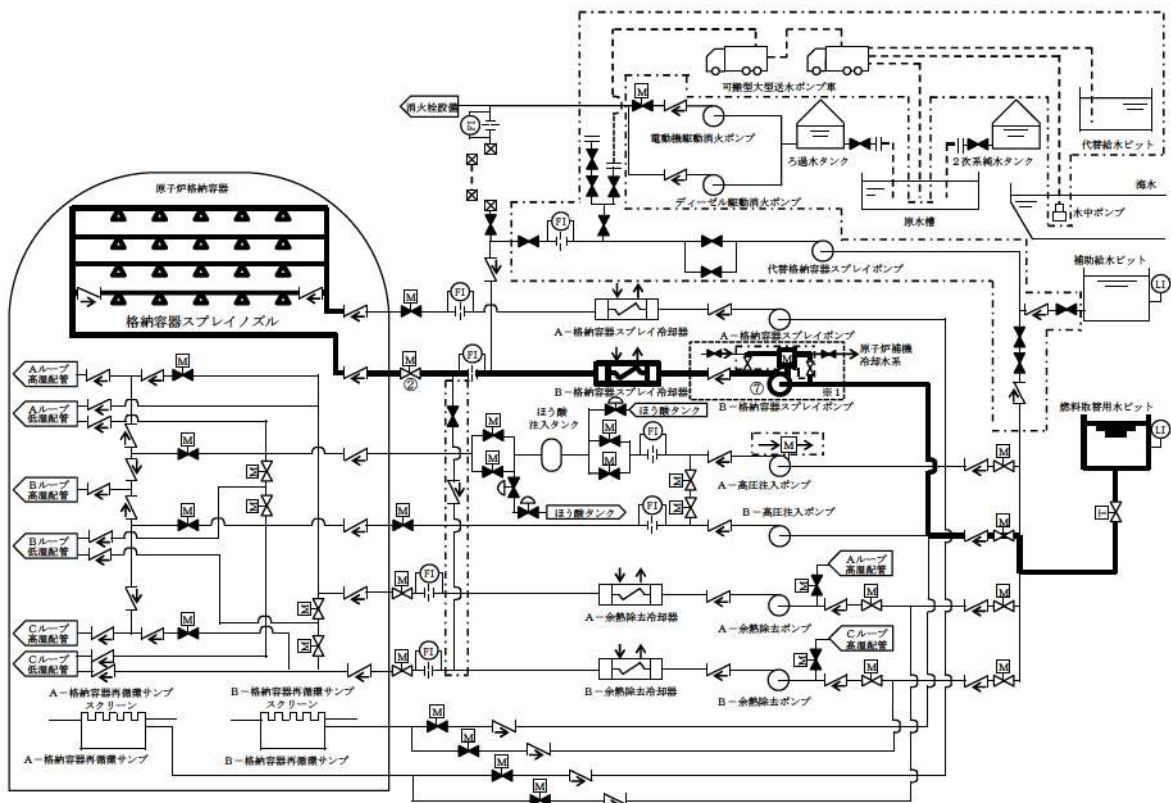 可搬型大型送水ポンプ車
消火栓設備
FI
電動機駆動消火ポンプ
ろ過水タンク
2次系純水タンク
代替給水ピット
ディーゼル駆動消火ポンプ
原水槽
水中ポンプ
海水
FI
代替格納容器スプレイポンプ
補助給水ピット
LI
原子炉格納容器
格納容器スプレイノズル
M
FI
A-格納容器スプレイ冷却器
A-格納容器スプレイポンプ
M
②
FI
B-格納容器スプレイ冷却器
M
原子炉補機
冷却水系
⑦
※1
B-格納容器スプレイポンプ
燃料取替用水ピット
LI
I
Aループ
高温配管
M
Aループ
低温配管
ほう酸
注入タンク
ほう酸タンク
M
M
M
M
M
M
FI
M
A-高圧注入ポンプ
M
M
M
M
Bループ
高温配管
ほう酸タンク
M
M
FI
B-高圧注入ポンプ
M
Bループ
低温配管
Aループ
高温配管
M
FI
A-余熱除去冷却器
A-余熱除去ポンプ
M
M
M
M
M
Cループ
高温配管
M
Cループ
低温配管
Cループ
高温配管
M
FI
B-余熱除去冷却器
B-余熱除去ポンプ
M
M
M
A-格納容器再循環サンプ
スクリーン
B-格納容器再循環サンプ
スクリーン
A-格納容器再循環サンプ
B-格納容器再循環サンプ
M
M
M
M